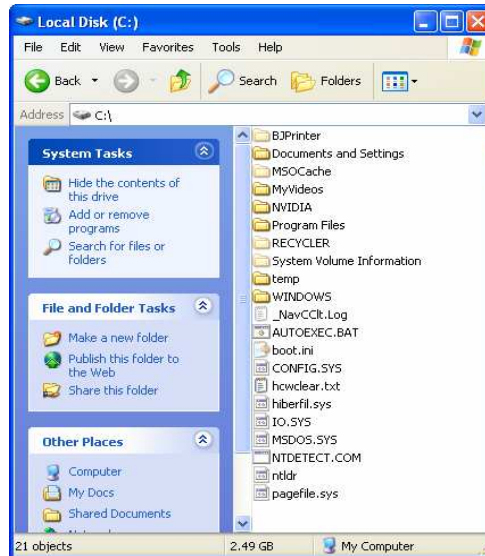 Local Disk (C:)
File Edit View Favorites Tools Help
Back Search Folders
Address C:\
System Tasks
Hide the contents of
this drive
Add or remove
programs
Search for files or
folders
File and Folder Tasks
Make a new folder
Publish this folder to
the Web
Share this folder
Other Places
Computer
My Docs
Shared Documents
BJPrinter
Documents and Settings
MSOCache
MyVideos
NVIDIA
Program Files
RECYCLER
System Volume Information
temp
WINDOWS
_NavCClt.Log
AUTOEXEC.BAT
boot.ini
CONFIG.SYS
hcwclear.txt
hiberfil.sys
IO.SYS
MSDOS.SYS
NTDETECT.COM
ntldr
pagefile.sys
21 objects 2.49 GB My Computer